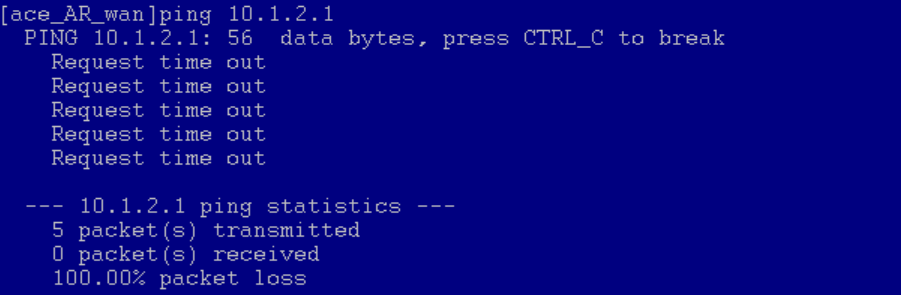 [ace_AR_wan]ping 10.1.2.1
PING 10.1.2.1: 56  data bytes, press CTRL_C to break
Request time out
Request time out
Request time out
Request time out
Request time out
--- 10.1.2.1 ping statistics ---
5 packet(s) transmitted
0 packet(s) received
100.00% packet loss